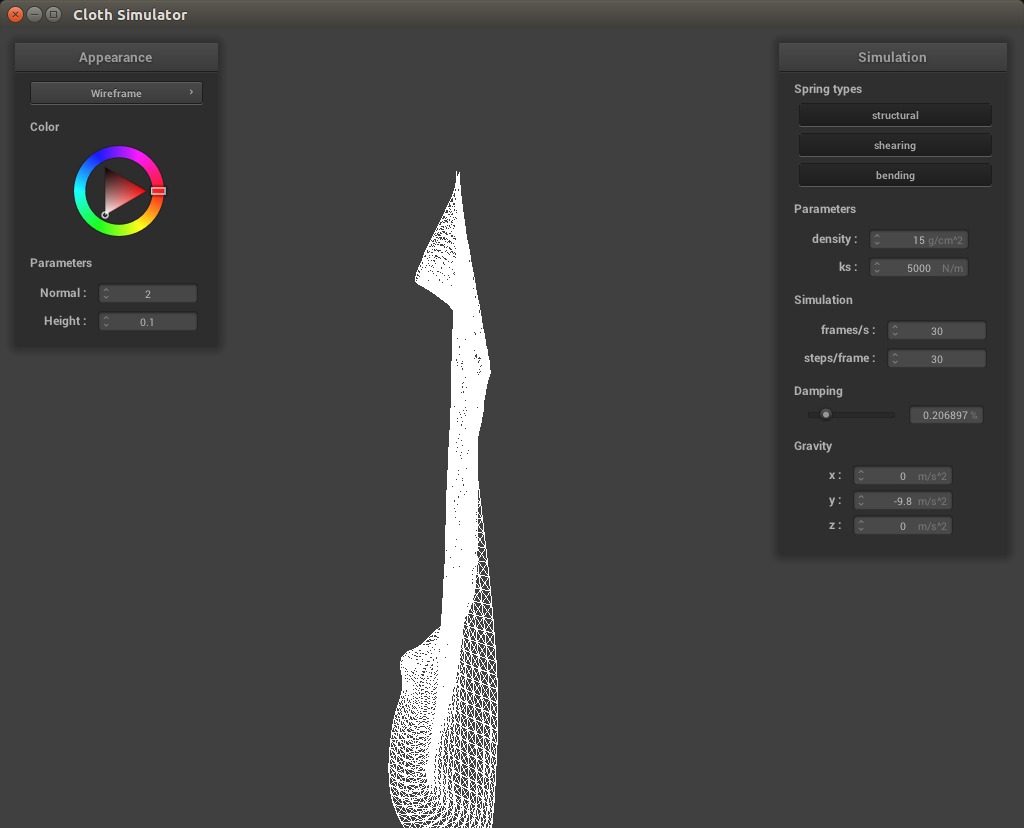 Cloth Simulator
Appearance
Wireframe
Color
Parameters
Normal : 2
Height : 0.1
Simulation
Spring types
structural
shearing
bending
Parameters
density : 15 g/cm^2
ks : 5000 N/m
Simulation
frames/s : 30
steps/frame : 30
Damping
0.206897 %
Gravity
x : 0 m/s^2
y : -9.8 m/s^2
z : 0 m/s^2